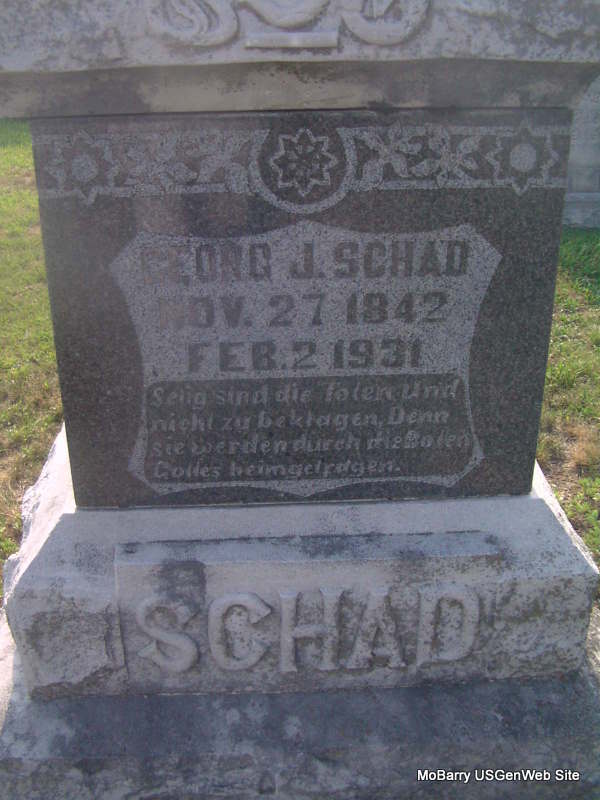 GEORG J. SCHAD
NOV. 27 1842
FEB. 2 1931
Selig sind die Toten Und
nicht zu beklagen, Denn
sie werden durch die Boten
Gottes heimgetragen.
SCHAD
MoBarry USGenWeb Site